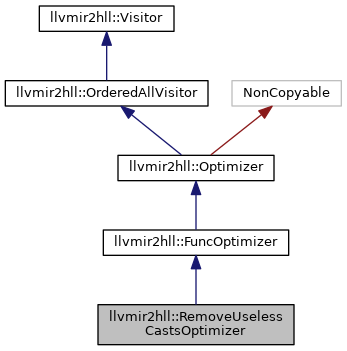 llvmir2hll::Visitor
llvmir2hll::OrderedAllVisitor
NonCopyable
llvmir2hll::Optimizer
llvmir2hll::FuncOptimizer
llvmir2hll::RemoveUseless
CastsOptimizer